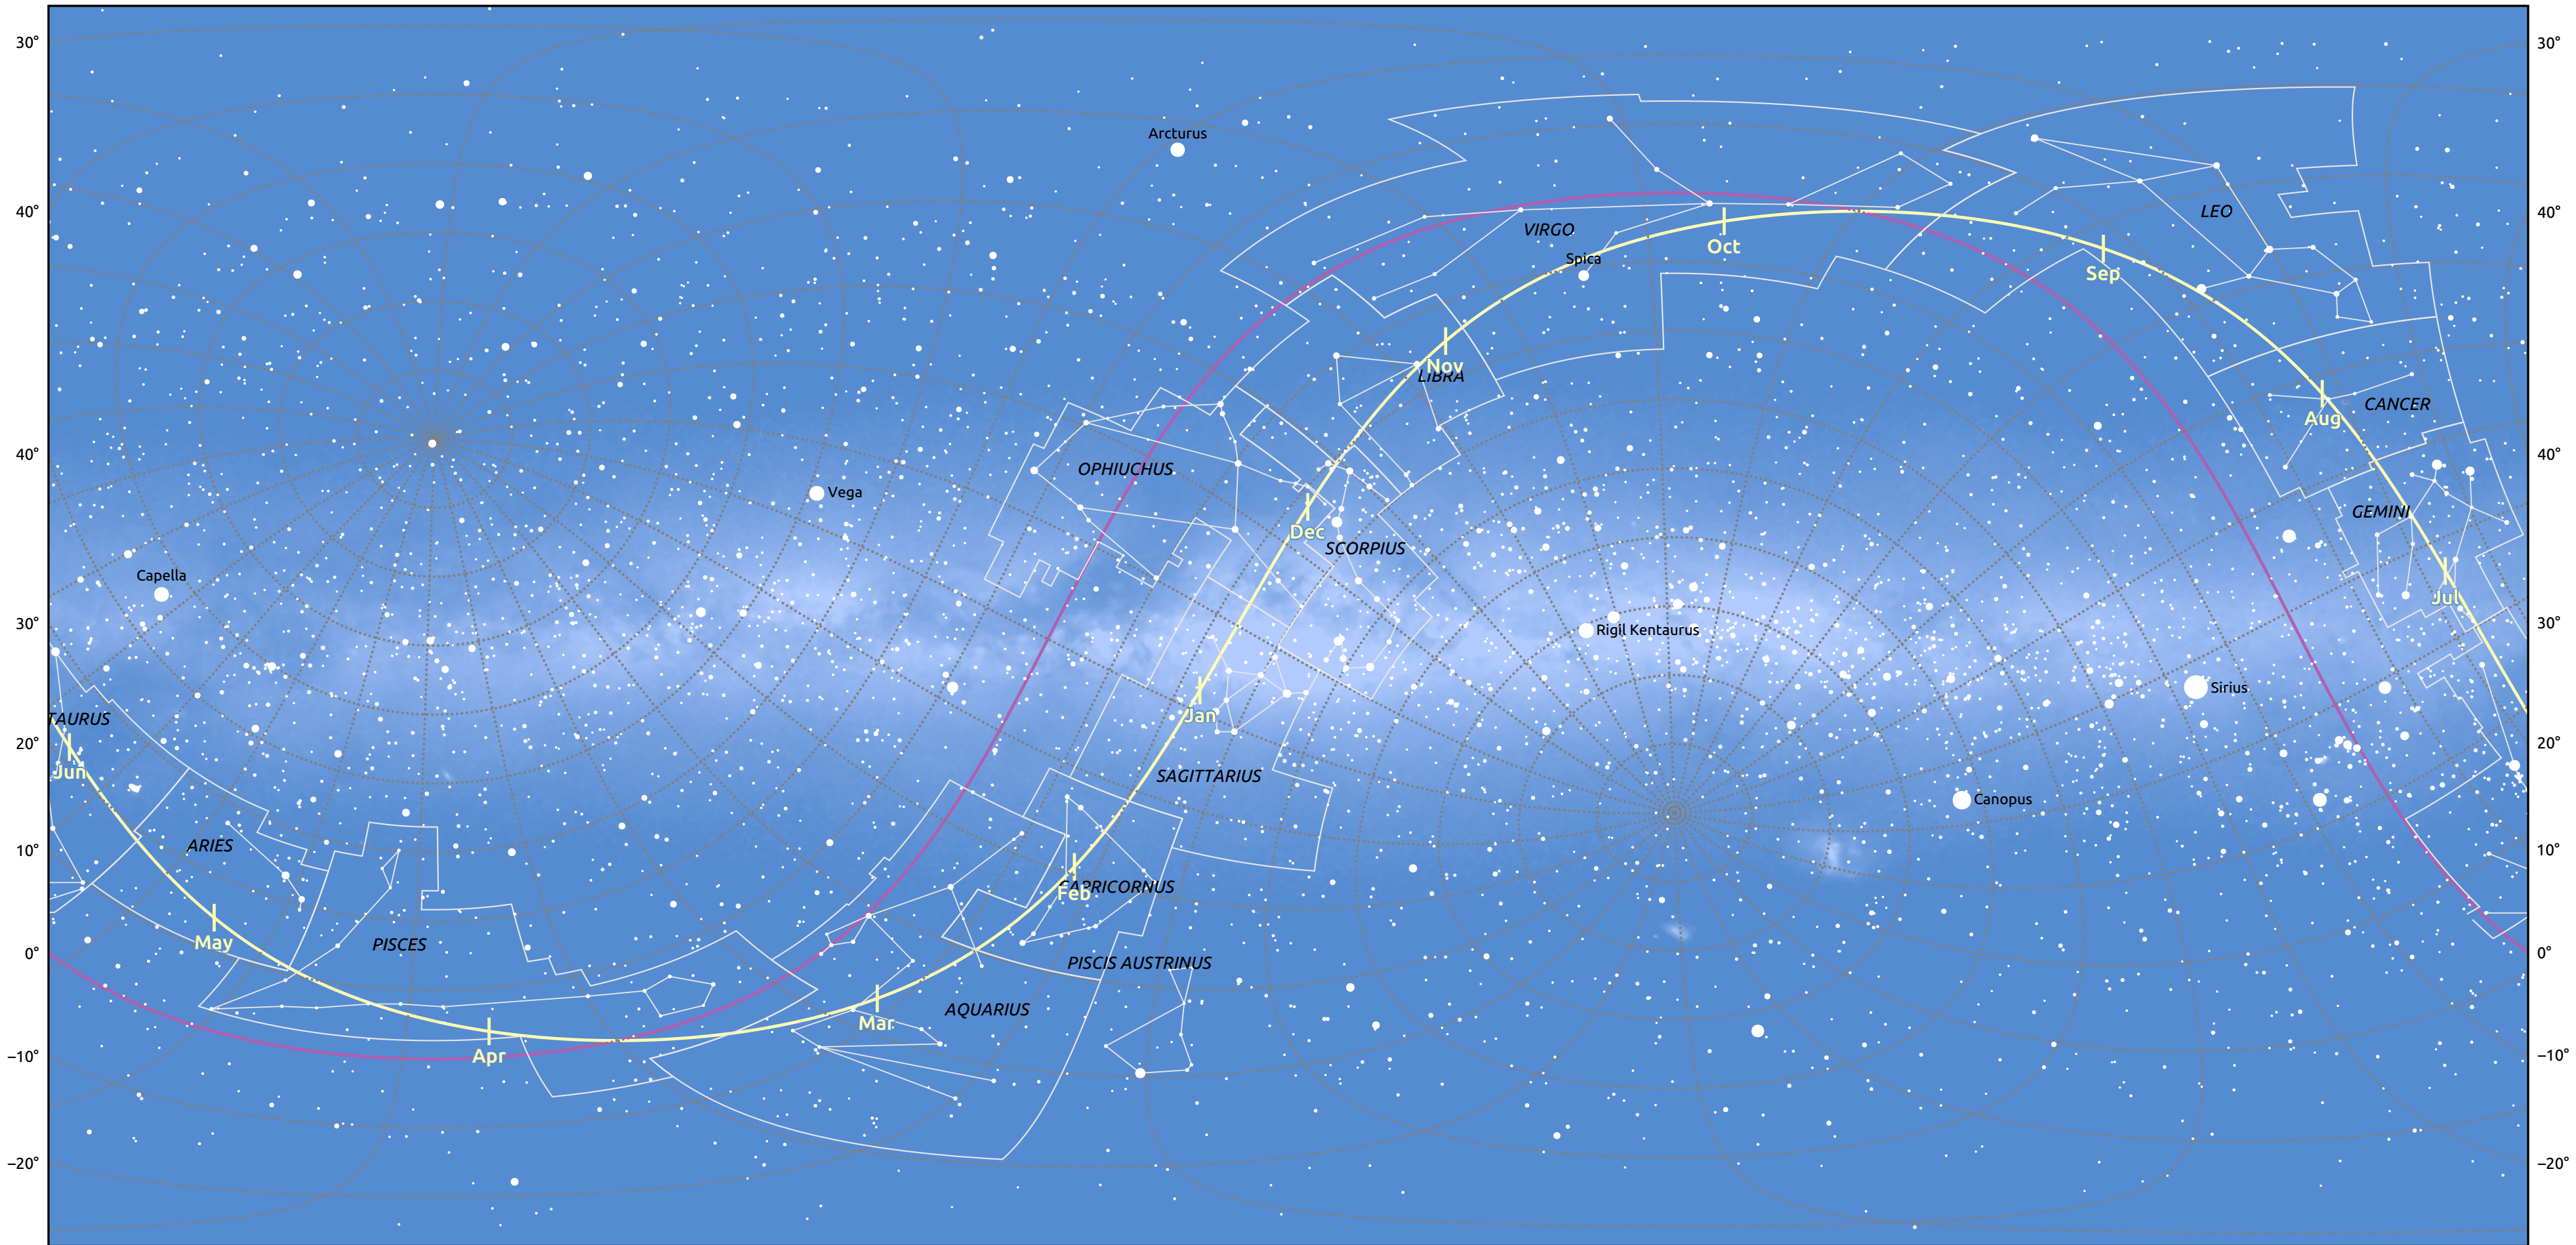 30°
30°
Arcturus
40°
LEO
40°
VIRGO
Oct
Spica
Sep
Nov
LIBRA
CANCER
Aug
40°
OPHIUCHUS
40°
Vega
GEMINI
Dec
SCORPIUS
Capella
Jul
30°
Rigil Kentaurus
30°
Sirius
TAURUS
Jan
20°
20°
Jun
SAGITTARIUS
Canopus
10°
ARIES
10°
CAPRICORNUS
Feb
May
PISCES
0°
0°
PISCIS AUSTRINUS
AQUARIUS
Mar
−10°
Apr
−10°
−20°
−20°